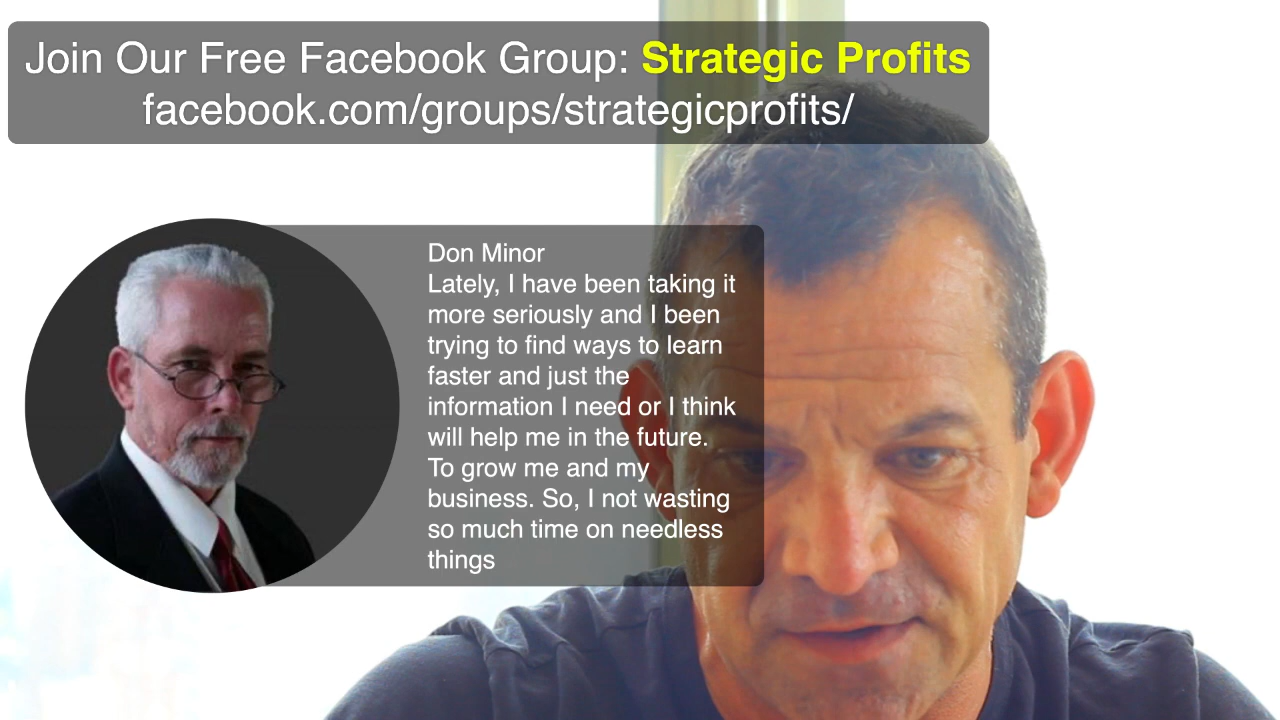 Join Our Free Facebook Group: Strategic Profits
facebook.com/groups/strategicprofits/
Don Minor
Lately, I have been taking it
more seriously and I been
trying to find ways to learn
faster and just the
information I need or I think
will help me in the future.
To grow me and my
business. So, I not wasting
so much time on needless
things